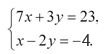 7x + 3y = 23,
x − 2y = −4.